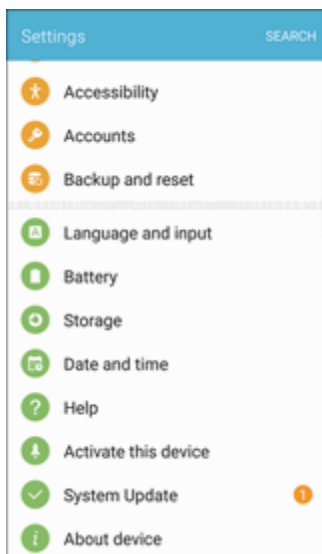 Settings
SEARCH
Accessibility
Accounts
Backup and reset
Language and input
Battery
Storage
Date and time
Help
Activate this device
System Update
1
About device